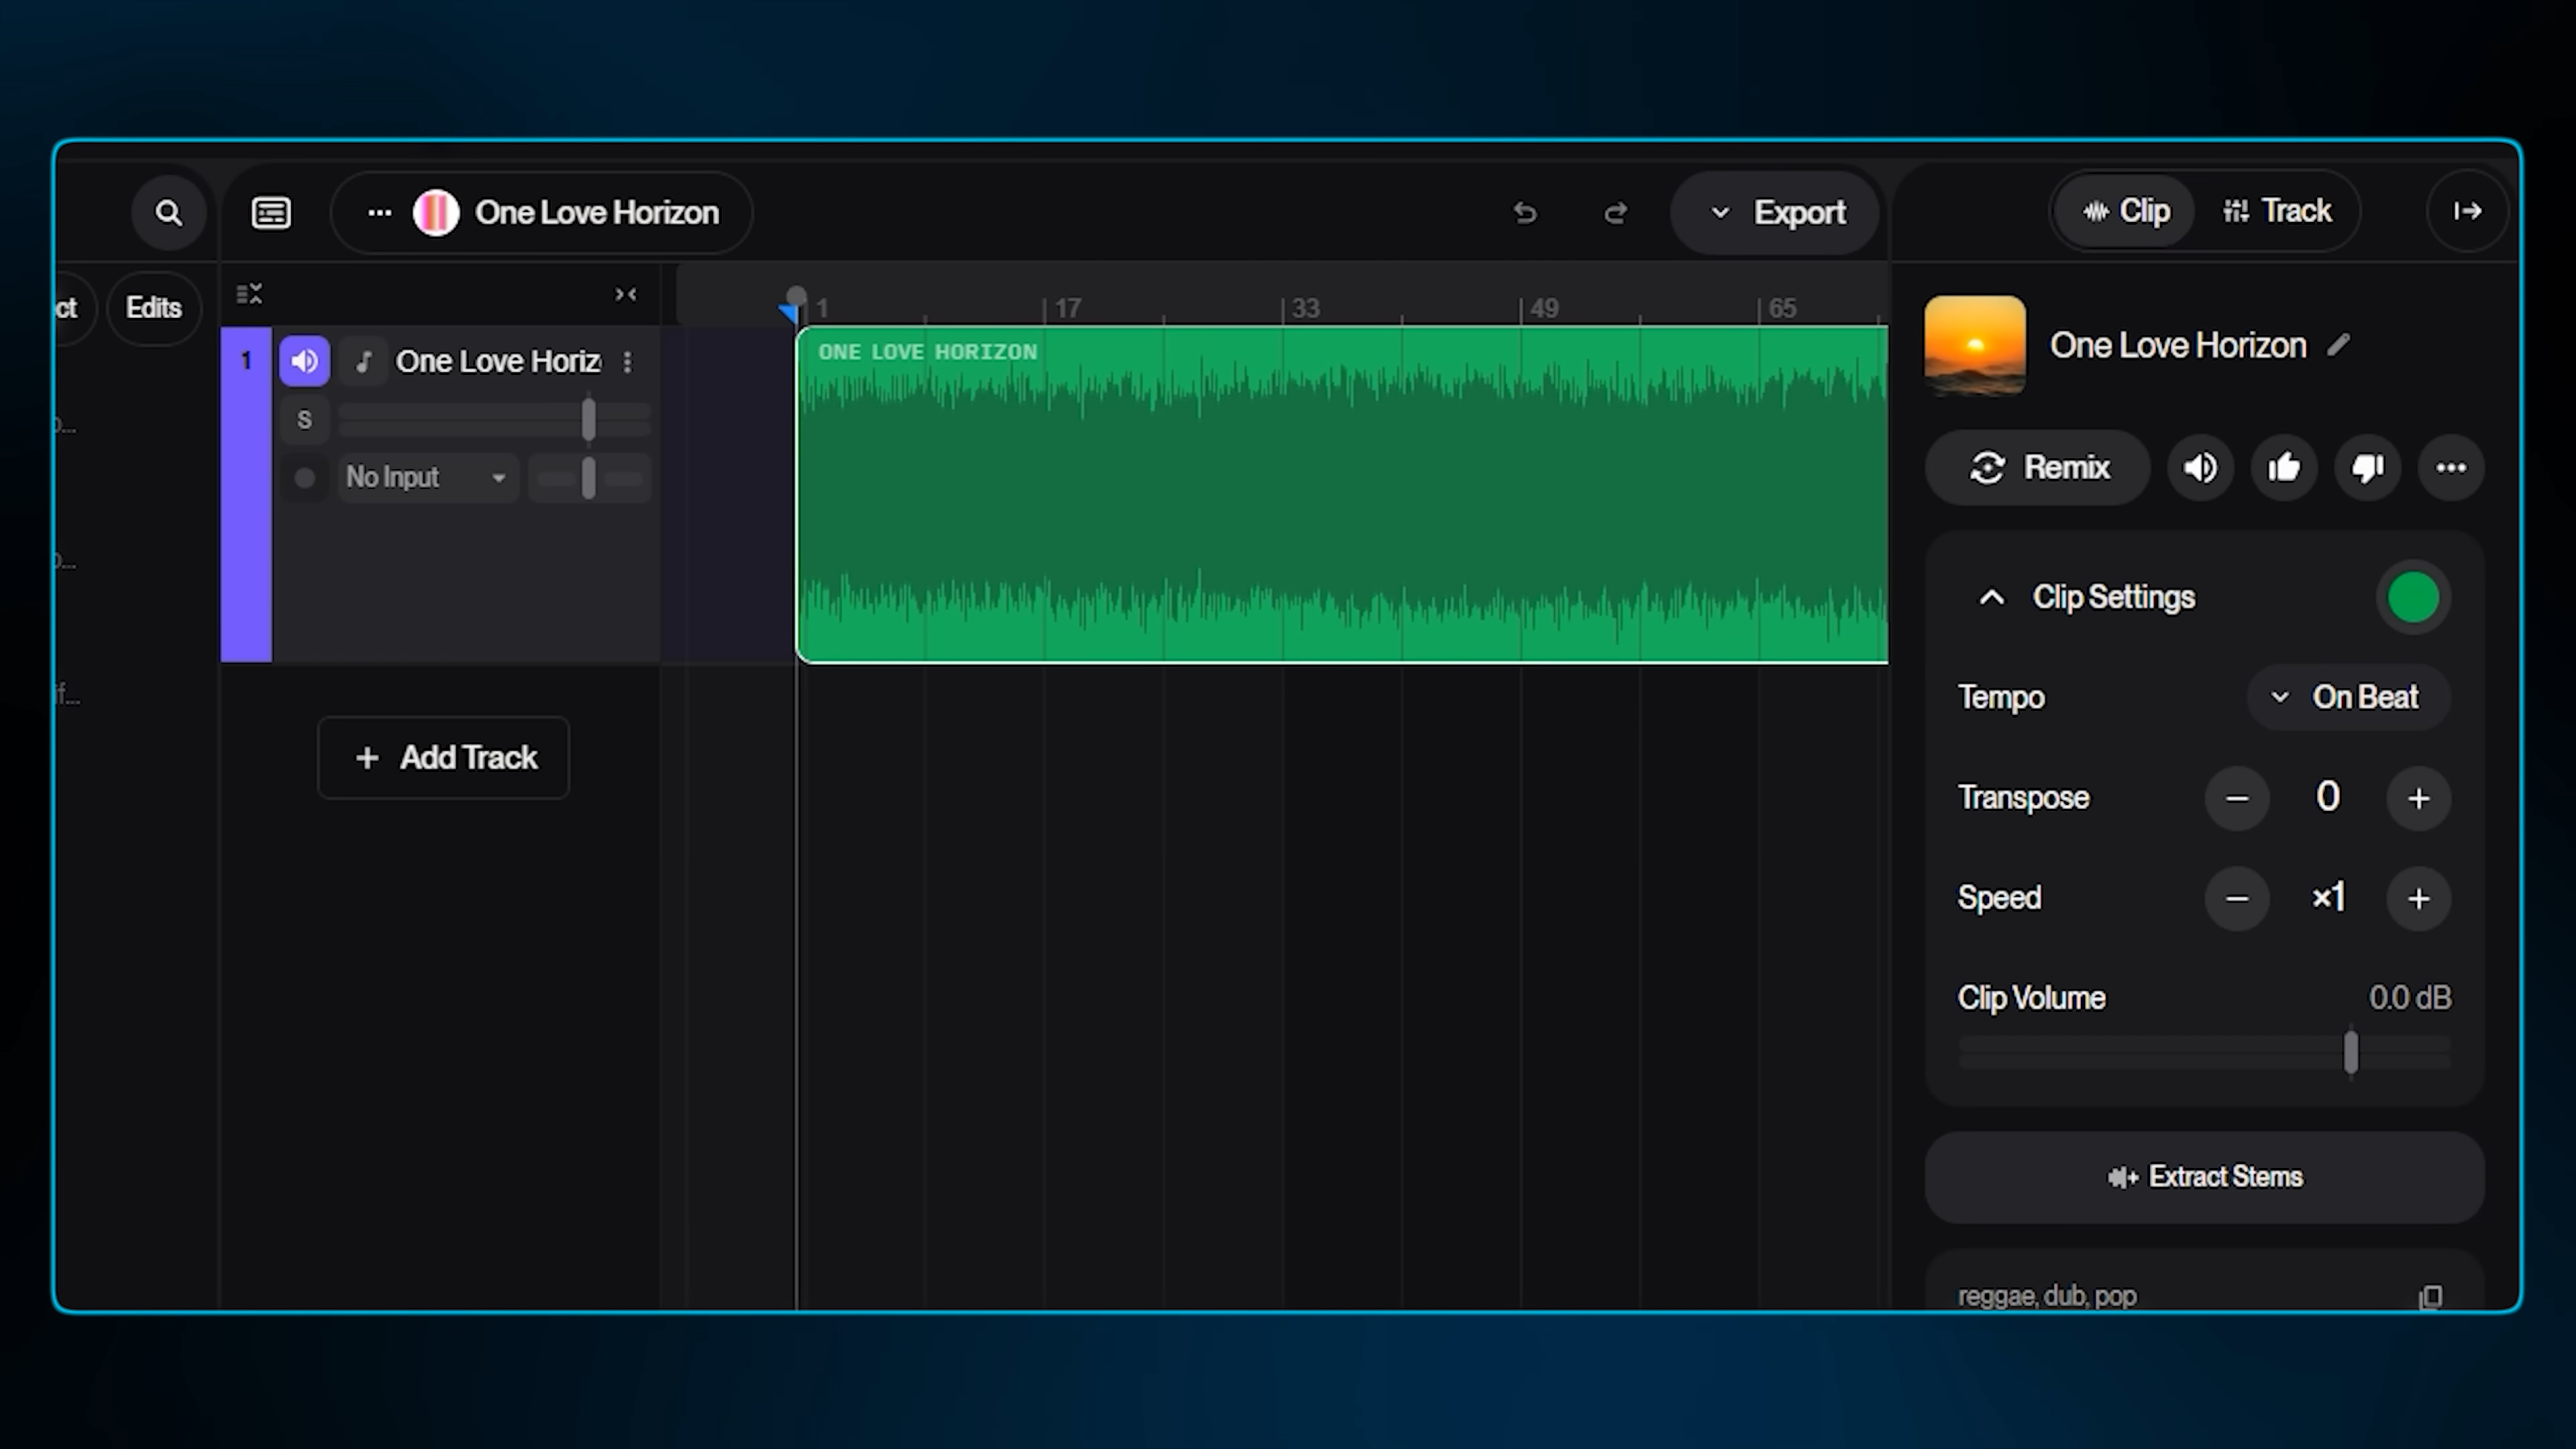 One Love Horizon
Export
Clip
Track
ct
Edits
1
17
33
49
65
1
One Love Horiz
S
No Input
ONE LOVE HORIZON
Add Track
One Love Horizon
Remix
Clip Settings
Tempo
On Beat
Transpose
0
Speed
×1
Clip Volume
0.0 dB
Extract Stems
reggae, dub, pop